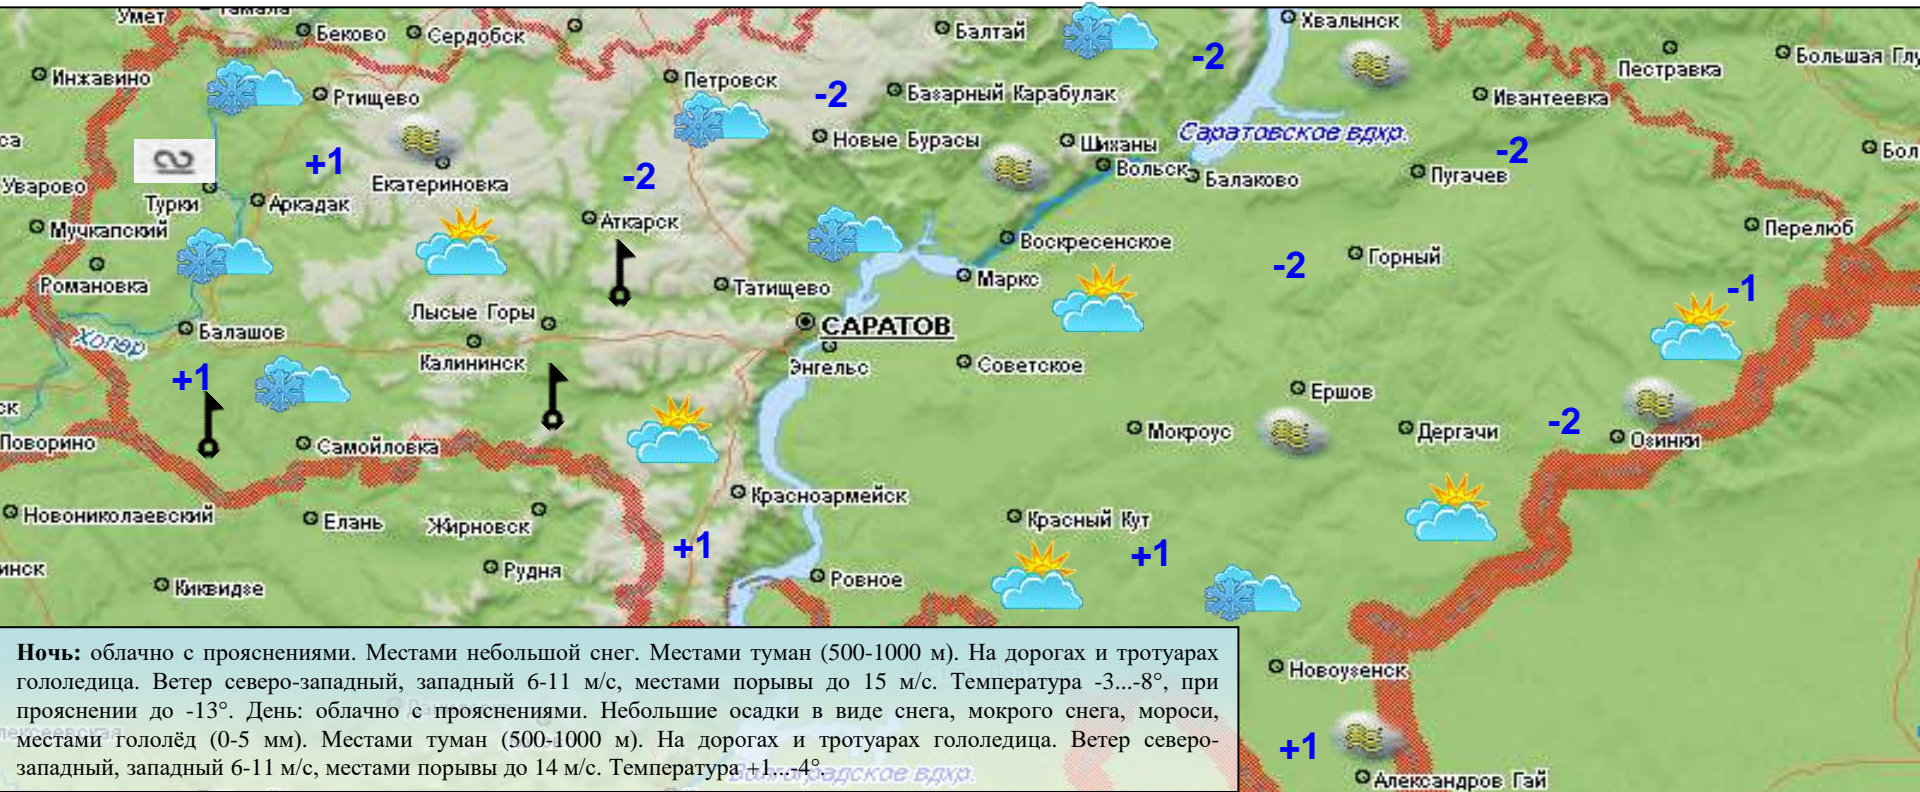 Умет
Тамала
Беково
Сердобск
Балтай
Хвалынск
Инжавино
Ртищево
Петровск
-2
Базарный Карабулак
-2
Ивантеевка
Пестравка
Большая Глу
са
+1
Екатериновка
-2
Новые Бурасы
Шиханы
Саратовское вдхр.
-2
Бол
Уварово
Турки
Аркадак
Вольск
Балаково
Пугачев
Мучкапский
Аткарск
Воскресенское
-2
Горный
Перелюб
Романовка
Татищево
Маркс
-1
Хопер
Балашов
Лысые Горы
САРАТОВ
Калининск
Энгельс
Советское
+1
Ершов
ск
Поворино
Самойловка
Мокроус
Дергачи
-2
Озинки
Новониколаевский
Елань
Жирновск
Красноармейск
Красный Кут
+1
+1
инск
Киквидзе
Рудня
Ровное
Ночь: облачно с прояснениями. Местами небольшой снег. Местами туман (500-1000 м). На дорогах и тротуарах
гололедица. Ветер северо-западный, западный 6-11 м/с, местами порывы до 15 м/с. Температура -3...-8°, при
прояснении до -13°. День: облачно с прояснениями. Небольшие осадки в виде снега, мокрого снега, мороси,
местами гололёд (0-5 мм). Местами туман (500-1000 м). На дорогах и тротуарах гололедица. Ветер северо-
западный, западный 6-11 м/с, местами порывы до 14 м/с. Температура +1...-4°.
Волгоградское вдхр.
Новоузенск
+1
Александров Гай